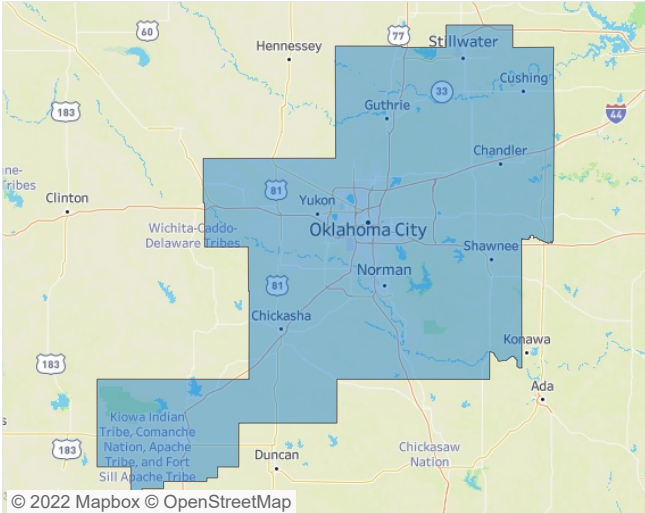 60
Hennessey
77
Stillwater
Cushing
33
183
Guthrie
44
Chandler
81
Clinton
Yukon
Wichita-Caddo-
Delaware Tribes
Oklahoma City
Shawnee
Norman
81
Chickasha
Konawa
183
Ada
Kiowa Indian
Tribe, Comanche
Nation, Apache
Tribe, and Fort
Sill Apache Tribe
183
Duncan
Chickasaw
Nation
© 2022 Mapbox © OpenStreetMap